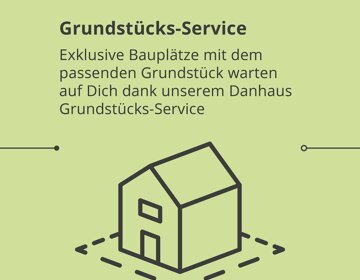 Grundstücks-Service
Exklusive Bauplätze mit dem
passenden Grundstück warten
auf Dich dank unserem Danhaus
Grundstücks-Service